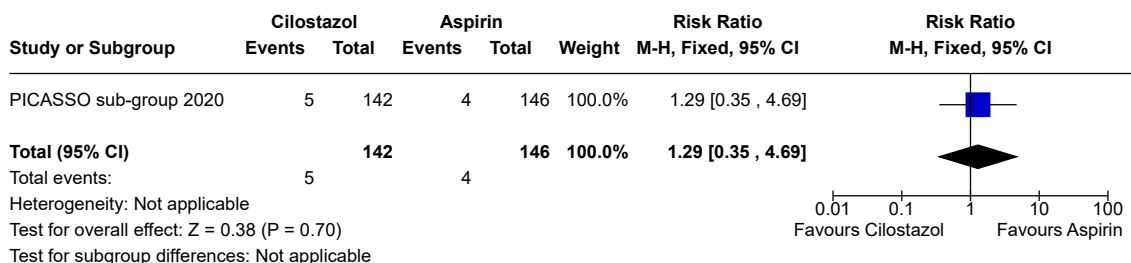 Cilostazol Aspirin Risk Ratio Risk Ratio
Study or Subgroup Events Total Events Total Weight M-H, Fixed, 95% CI M-H, Fixed, 95% CI
PICASSO sub-group 2020 5 142 4 146 100.0% 1.29 [0.35 , 4.69]
Total (95% CI) 142 146 100.0% 1.29 [0.35 , 4.69]
Total events: 5 4
Heterogeneity: Not applicable
Test for overall effect: Z = 0.38 (P = 0.70)
Test for subgroup differences: Not applicable
0.01 0.1 1 10 100
Favours Cilostazol Favours Aspirin